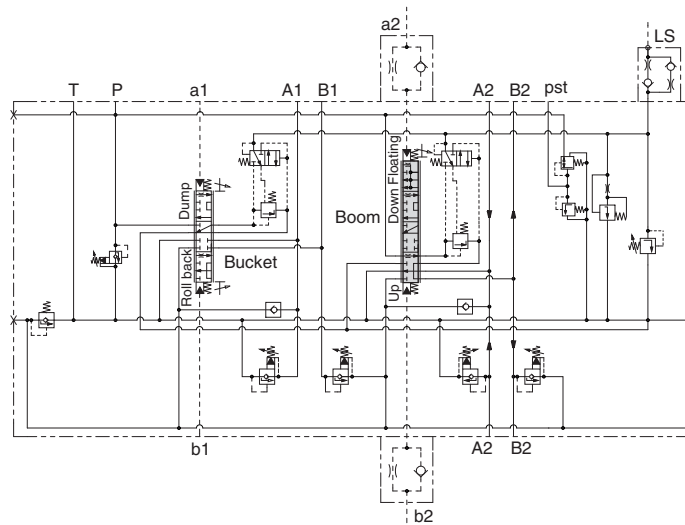 a2
LS
T
P
a1
A1
B1
A2
B2
pst
Dump
Roll back
Bucket
Down Floating
Boom
Up
b1
A2
B2
b2